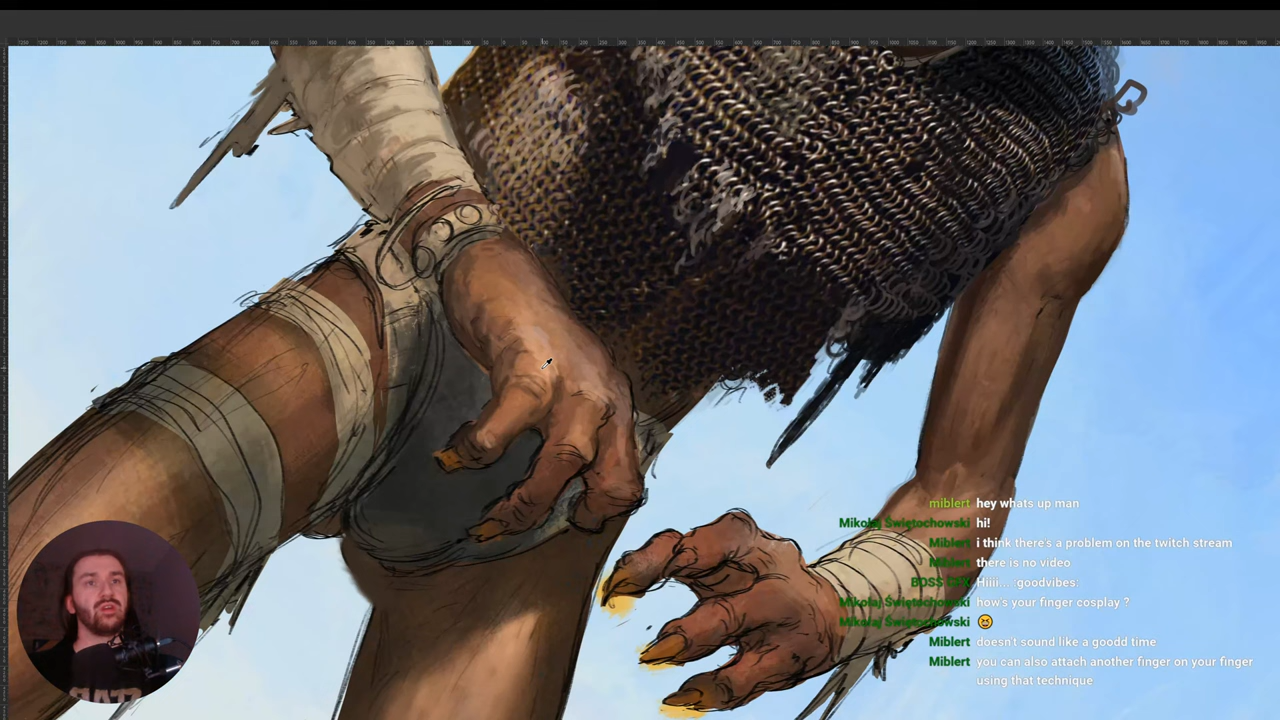 miblert hey whats up man
Mikołaj Świętochowski hi!
Miblert i think there's a problem on the twitch stream
Miblert there is no video
Hiiii... :goodvibes:
Mikołaj Świętochowski how's your finger cosplay ?
Mikołaj Świętochowski 😆
Miblert doesn't sound like a goodd time
Miblert you can also attach another finger on your finger
using that technique